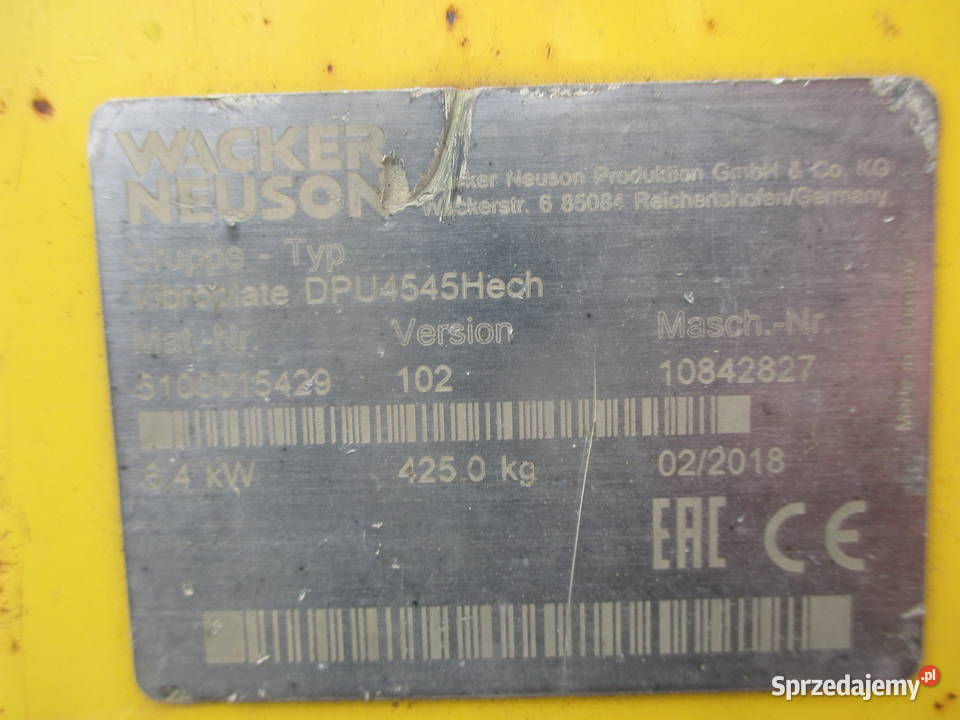 WACKER
NEUSON
Wacker Neuson Produktion GmbH & Co. KG
Wackerstr. 6 85084 Reichertshofen/Germany
Gruppe - Typ
Vibroplate DPU4545Hech
Mat.-Nr. Version Masch.-Nr
5100015429 102 10842827
6,4 kW 425.0 kg 02/2018
EAC CE
Made in Germany
Sprzedajemy.pl